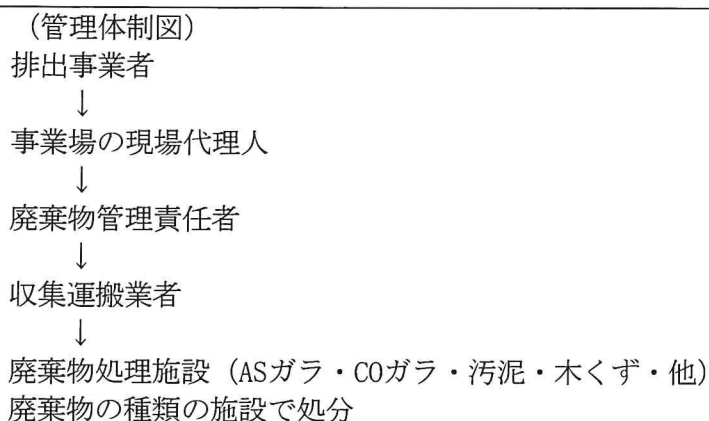 （管理体制図）
排出事業者
↓
事業場の現場代理人
↓
廃棄物管理責任者
↓
収集運搬業者
↓
廃棄物処理施設（ASガラ・COガラ・汚泥・木くず・他）
廃棄物の種類の施設で処分